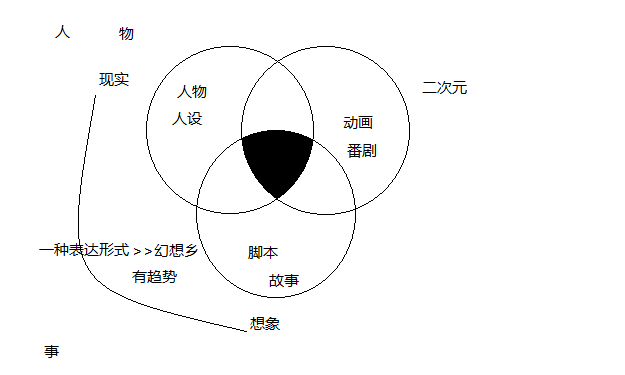 人 物
现实
人物
人设
二次元
动画
番剧
一种表达形式 >>幻想乡
有趋势
脚本
故事
想象
事